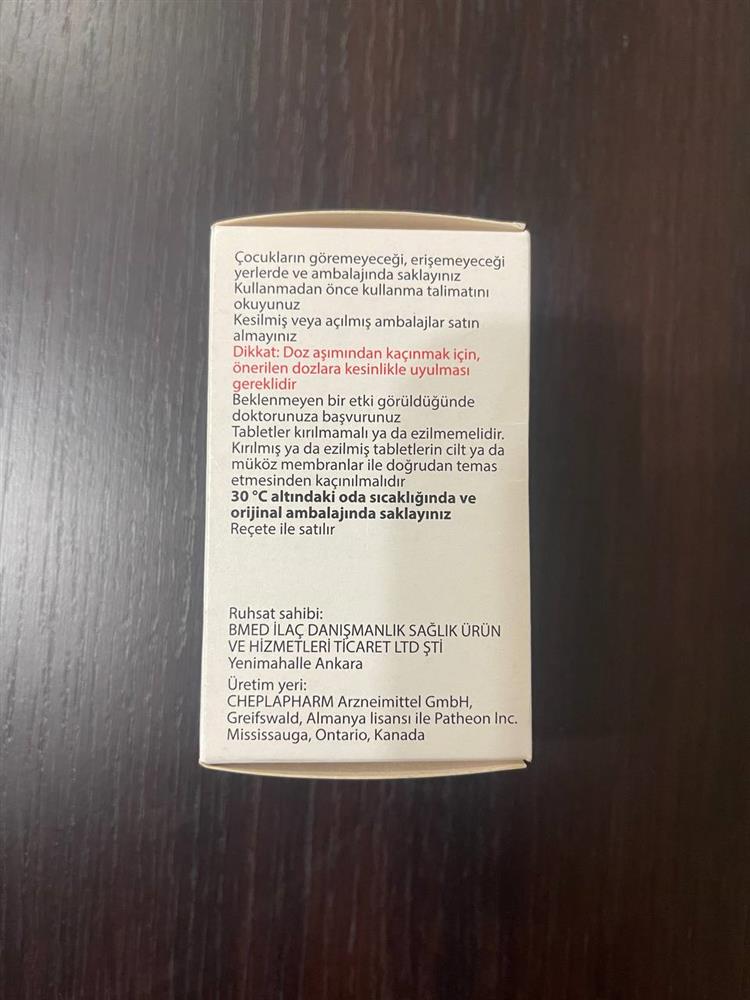 Çocukların göremeyeceği, erişemeyeceği
yerlerde ve ambalajında saklayınız
Kullanmadan önce kullanma talimatını
okuyunuz
Kesilmiş veya açılmış ambalajlar satın
almayınız
Dikkat: Doz aşımından kaçınmak için,
önerilen dozlara kesinlikle uyulması
gereklidir
Beklenmeyen bir etki görüldüğünde
doktorunuza başvurunuz
Tabletler kırılmamalı ya da ezilmemelidir.
Kırılmış ya da ezilmiş tabletlerin cilt ya da
müköz membranlar ile doğrudan temas
etmesinden kaçınılmalıdır
30 °C altındaki oda sıcaklığında ve
orijinal ambalajında saklayınız
Reçete ile satılır
Ruhsat sahibi:
BMED İLAÇ DANIŞMANLIK SAĞLIK ÜRÜN
VE HİZMETLERİ TİCARET LTD ŞTİ
Yenimahalle Ankara
Üretim yeri:
CHEPLAPHARM Arzneimittel GmbH,
Greifswald, Almanya lisansı ile Patheon Inc.
Mississauga, Ontario, Kanada